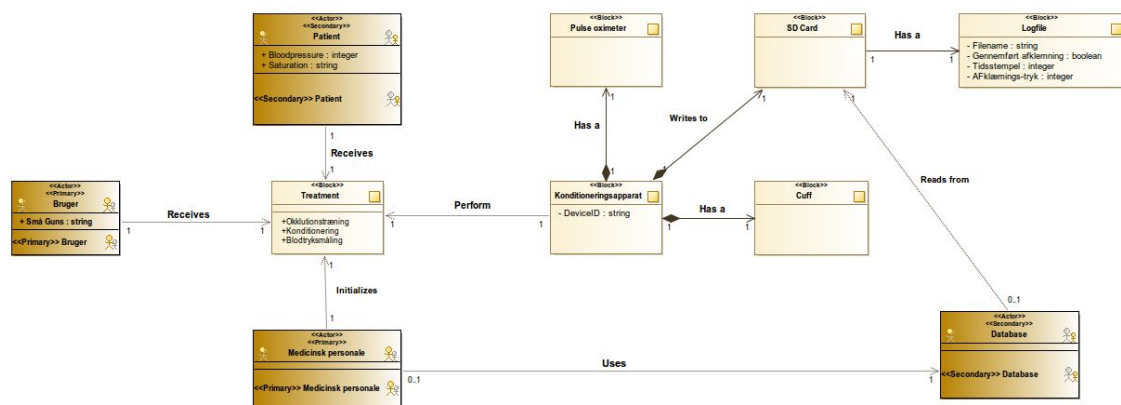 <<Actor>>
<<Secondary>>
Patient
+ Bloodpressure : integer
+ Saturation : string
<<Secondary>> Patient
1
Receives
1
<<Block>>
Pulse oximeter
1
Has a
1
<<Block>>
SD Card
1
Has a
1
<<Block>>
Logfile
- Filename : string
- Gennemført afklemning : boolean
- Tidsstempel : integer
- AFklæmings-tryk : integer
1
Writes to
1
1
Reads from
0..1
<<Actor>>
<<Primary>>
Bruger
+ Små Guns : string
<<Primary>> Bruger
1
Receives
1
<<Block>>
Treatment
+Okklutionstræning
+Konditionering
+Blodtryksmåling
1
Perform
1
<<Block>>
Konditioneringsapparat
- DeviceID : string
1
Has a
1
<<Block>>
Cuff
1
Initializes
1
<<Actor>>
<<Primary>>
Medicinsk personale
<<Primary>> Medicinsk personale
0..1
Uses
1
<<Actor>>
<<Secondary>>
Database
<<Secondary>> Database